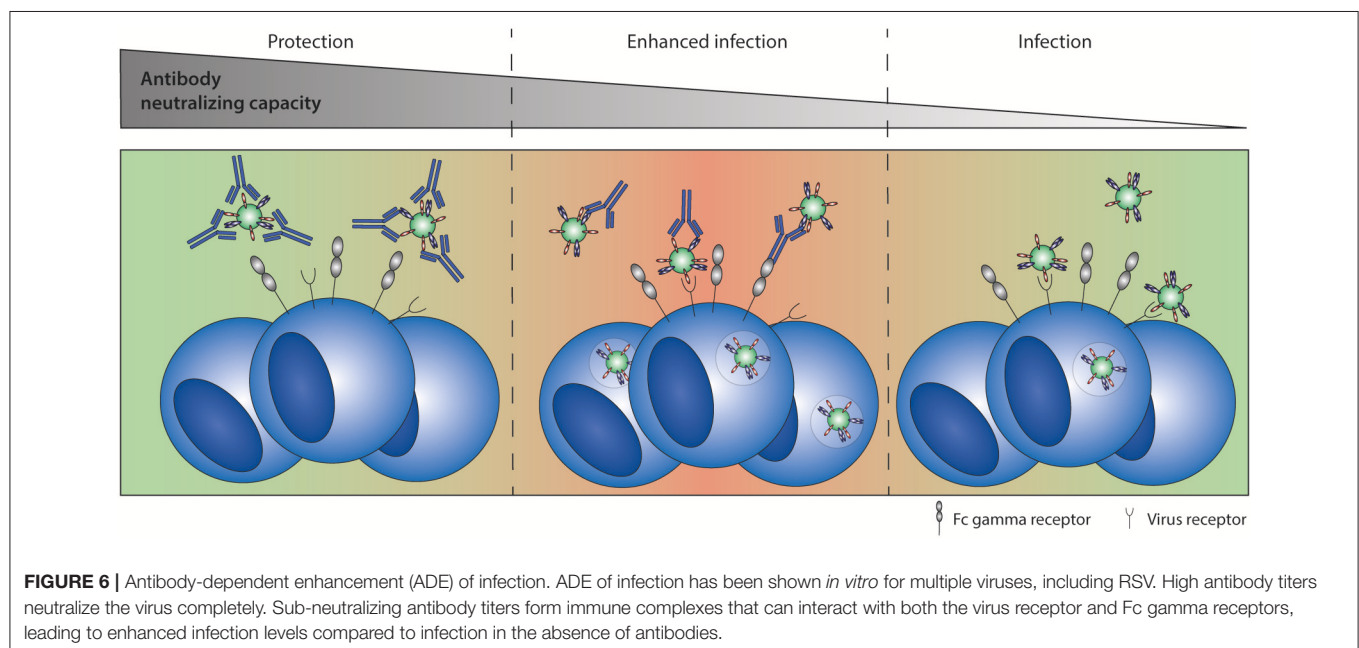 Protection
Enhanced infection
Infection
Antibody
neutralizing capacity
Fc gamma receptor
Virus receptor
FIGURE 6 | Antibody-dependent enhancement (ADE) of infection. ADE of infection has been shown in vitro for multiple viruses, including RSV. High antibody titers
neutralize the virus completely. Sub-neutralizing antibody titers form immune complexes that can interact with both the virus receptor and Fc gamma receptors,
leading to enhanced infection levels compared to infection in the absence of antibodies.